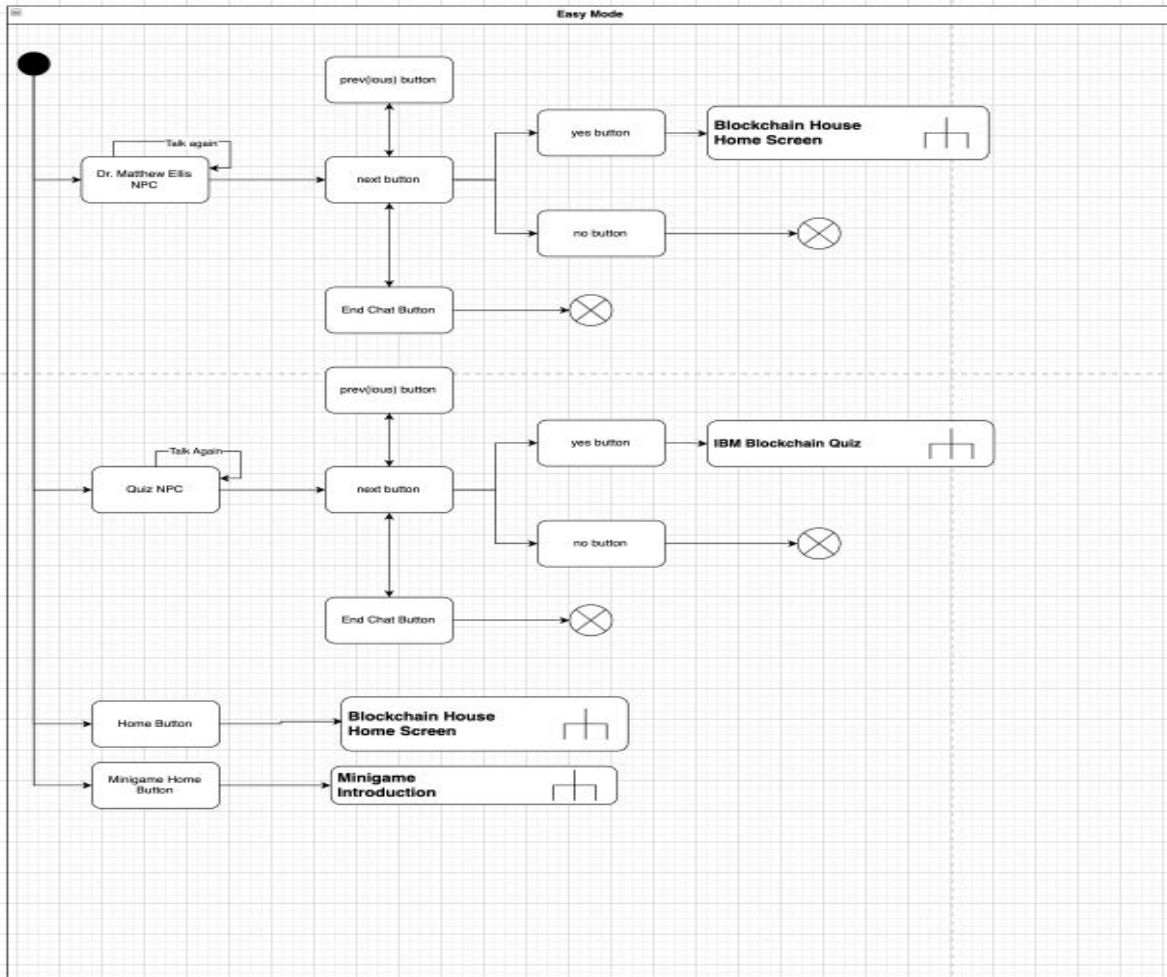 Easy Mode
prev(ious) button
yes button
Blockchain House
Home Screen
Talk again
Dr. Matthew Ellis
NPC
next button
no button
End Chat Button
prev(ious) button
yes button
IBM Blockchain Quiz
Talk Again
Quiz NPC
next button
no button
End Chat Button
Home Button
Blockchain House
Home Screen
Minigame Home
Button
Minigame
Introduction